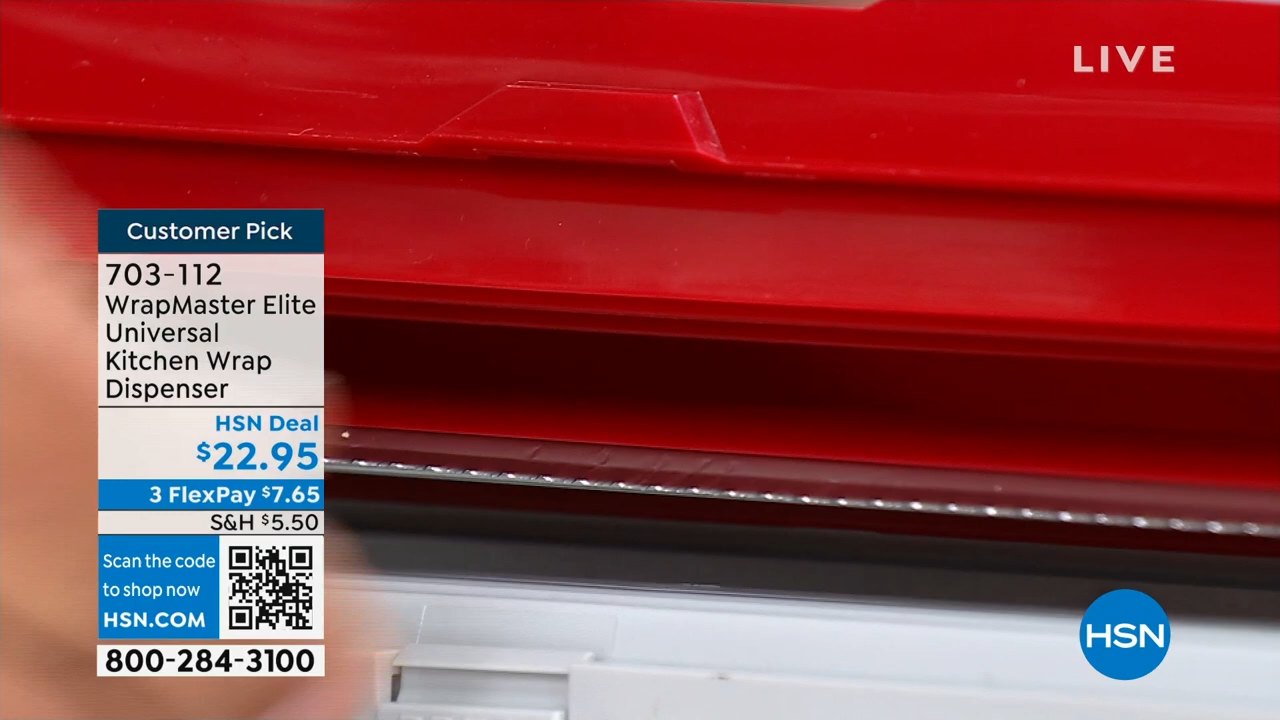 LIVE
Customer Pick
703-112
WrapMaster Elite
Universal
Kitchen Wrap
Dispenser
HSN Deal
$22.95
3 FlexPay $7.65
S&H $5.50
Scan the code
to shop now
HSN.COM
800-284-3100
HSN